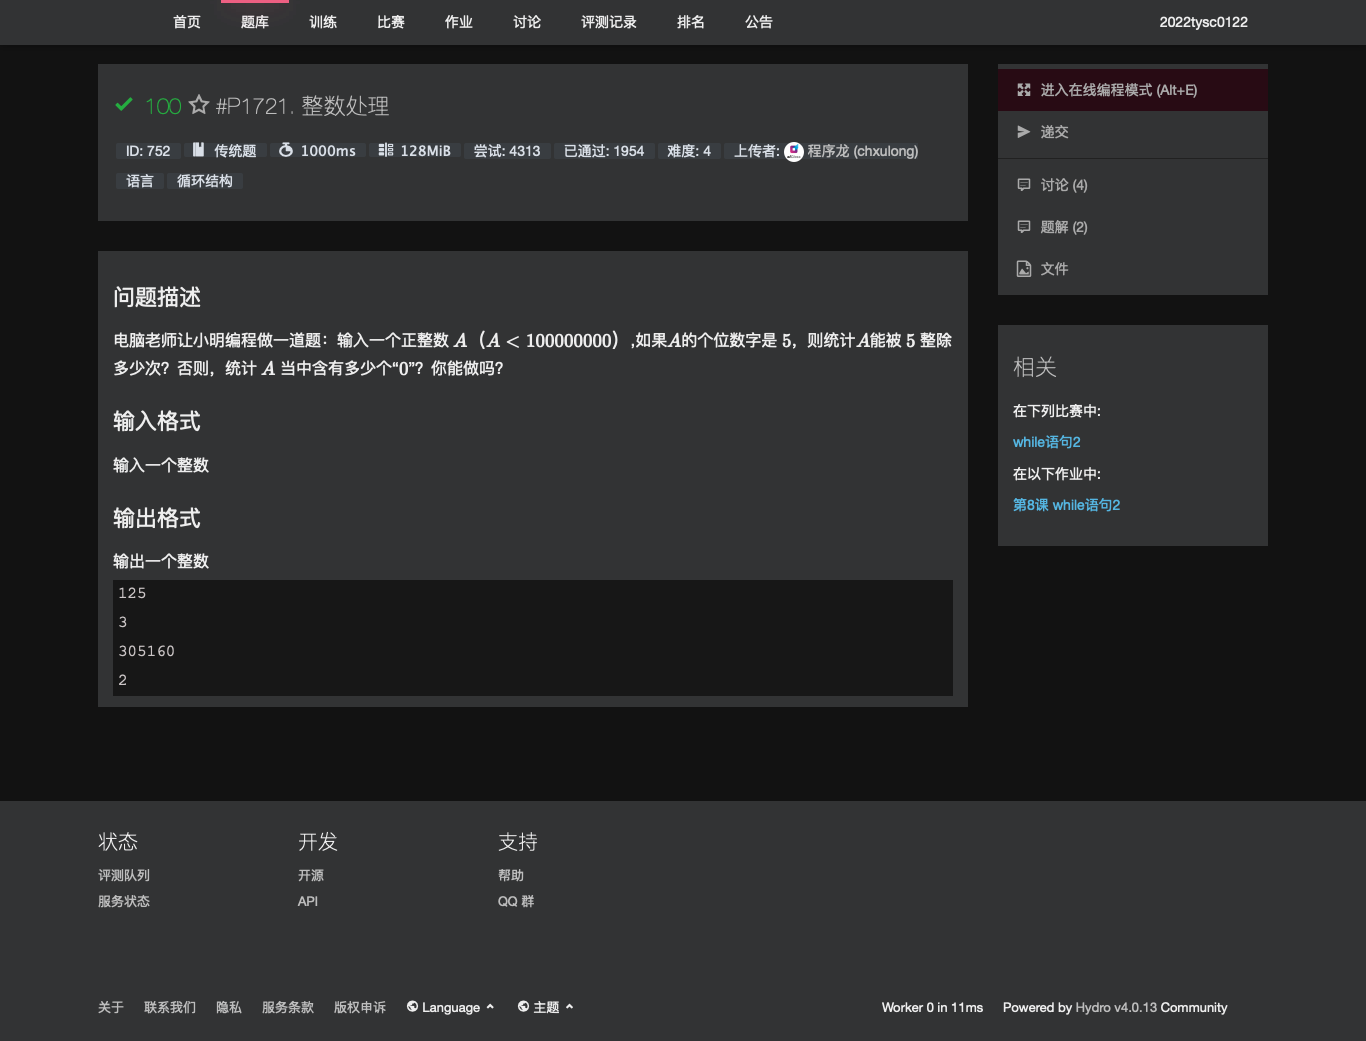 首页 题库 训练 比赛 作业 讨论 评测记录 排名 公告 2022tysc0122
100 #P1721. 整数处理
ID: 752 传统题 1000ms 128MiB 尝试: 4313 已通过: 1954 难度: 4 上传者: 程序龙 (chxulong)
语言 循环结构
问题描述
电脑老师让小明编程做一道题：输入一个正整数 A（A < 100000000）,如果A的个位数字是 5，则统计A能被 5 整除
多少次？否则，统计 A 当中含有多少个“0”？你能做吗？
输入格式
输入一个整数
输出格式
输出一个整数
125
3
305160
2
进入在线编程模式 (Alt+E)
递交
讨论 (4)
题解 (2)
文件
相关
在下列比赛中:
while语句2
在以下作业中:
第8课 while语句2
状态 开发 支持
评测队列 开源 帮助
服务状态 API QQ 群
关于 联系我们 隐私 服务条款 版权申诉 Language 主题 Worker 0 in 11ms Powered by Hydro v4.0.13 Community